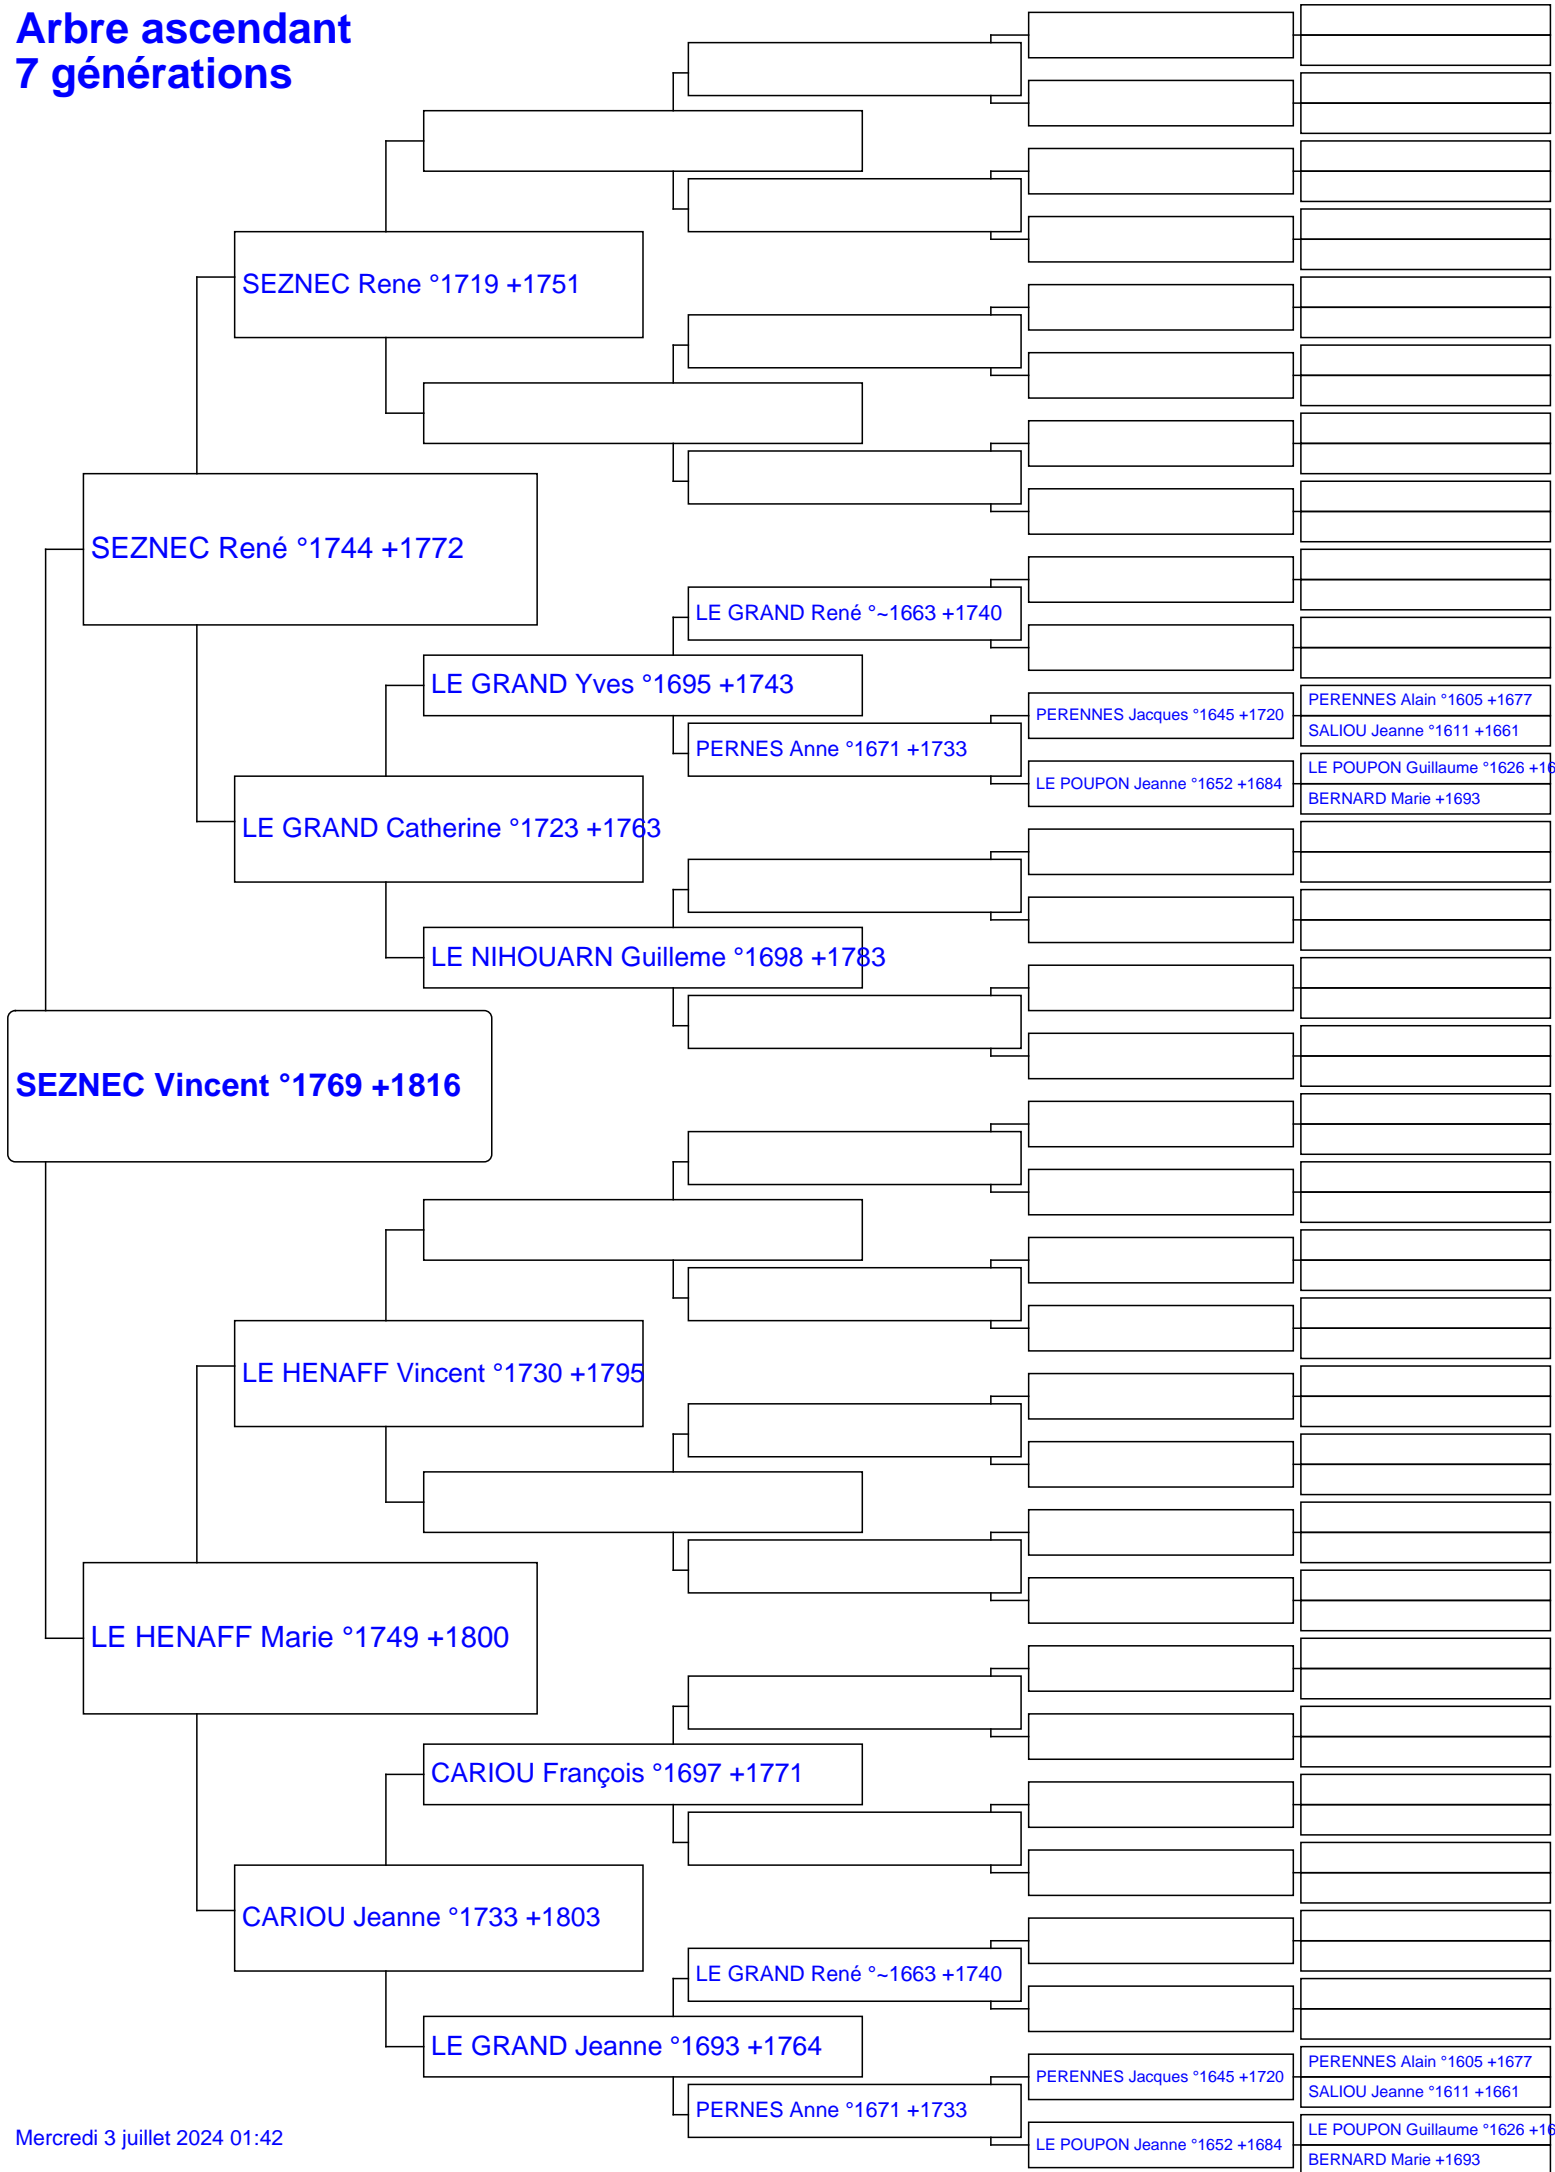 Arbre ascendant
7 générations
SEZNEC Rene °1719 +1751
SEZNEC René °1744 +1772
LE GRAND René °~1663 +1740
LE GRAND Yves °1695 +1743
PERENNES Alain °1605 +1677
PERENNES Jacques °1645 +1720
SALIOU Jeanne °1611 +1661
PERNES Anne °1671 +1733
LE POUPON Guillaume °1626 +16
LE POUPON Jeanne °1652 +1684
BERNARD Marie +1693
LE GRAND Catherine °1723 +1763
LE NIHOUARN Guilleme °1698 +1783
SEZNEC Vincent °1769 +1816
LE HENAFF Vincent °1730 +1795
LE HENAFF Marie °1749 +1800
CARIOU François °1697 +1771
CARIOU Jeanne °1733 +1803
LE GRAND René °~1663 +1740
LE GRAND Jeanne °1693 +1764
PERENNES Alain °1605 +1677
PERENNES Jacques °1645 +1720
SALIOU Jeanne °1611 +1661
PERNES Anne °1671 +1733
LE POUPON Guillaume °1626 +16
LE POUPON Jeanne °1652 +1684
BERNARD Marie +1693
Mercredi 3 juillet 2024 01:42